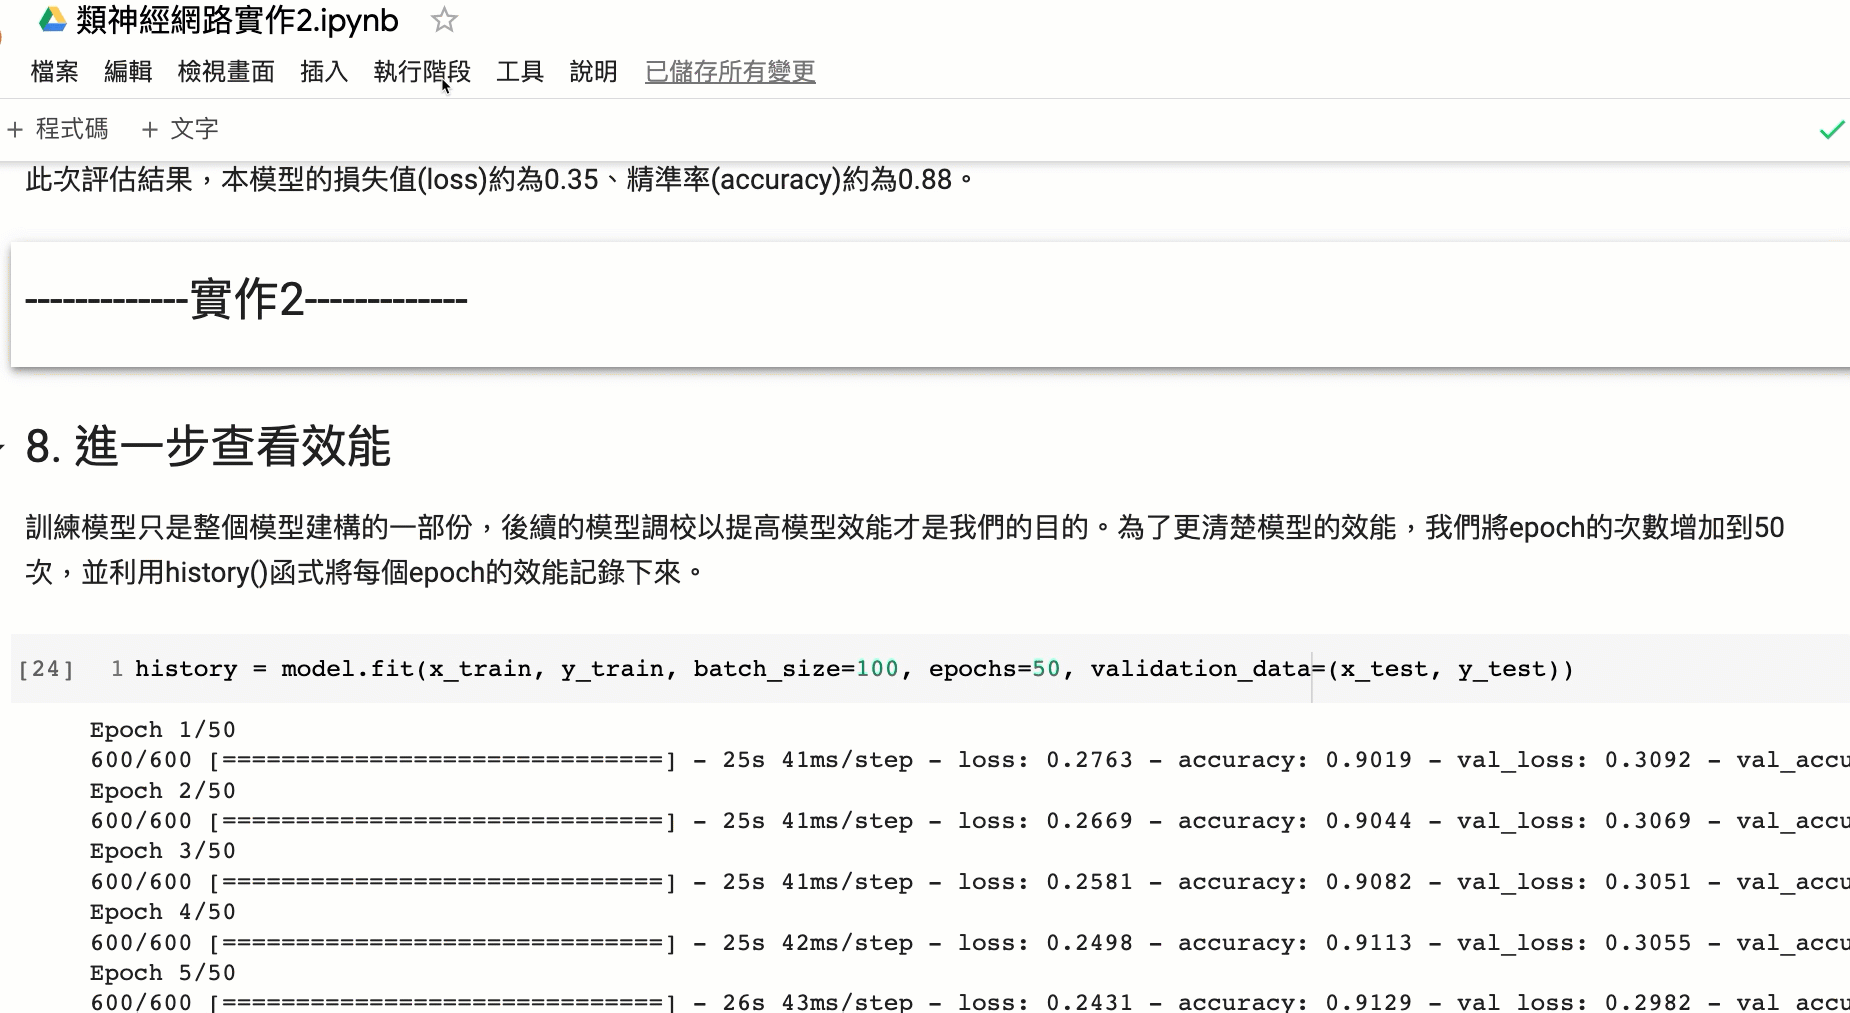 類神經網路實作2.ipynb
檔案 編輯 檢視畫面 插入 執行階段 工具 說明 已儲存所有變更
+ 程式碼 + 文字
此次評估結果，本模型的損失值(loss)約為0.35、精準率(accuracy)約為0.88。
-------------實作2-------------
8. 進一步查看效能
訓練模型只是整個模型建構的一部份，後續的模型調校以提高模型效能才是我們的目的。為了更清楚模型的效能，我們將epoch的次數增加到50
次，並利用history()函式將每個epoch的效能記錄下來。
[24] 1 history = model.fit(x_train, y_train, batch_size=100, epochs=50, validation_data=(x_test, y_test))
Epoch 1/50
600/600 [==============================] - 25s 41ms/step - loss: 0.2763 - accuracy: 0.9019 - val_loss: 0.3092 - val_accu
Epoch 2/50
600/600 [==============================] - 25s 41ms/step - loss: 0.2669 - accuracy: 0.9044 - val_loss: 0.3069 - val_accu
Epoch 3/50
600/600 [==============================] - 25s 41ms/step - loss: 0.2581 - accuracy: 0.9082 - val_loss: 0.3051 - val_accu
Epoch 4/50
600/600 [==============================] - 25s 42ms/step - loss: 0.2498 - accuracy: 0.9113 - val_loss: 0.3055 - val_accu
Epoch 5/50
600/600 [==============================] - 26s 43ms/step - loss: 0.2431 - accuracy: 0.9129 - val_loss: 0.2982 - val_accu